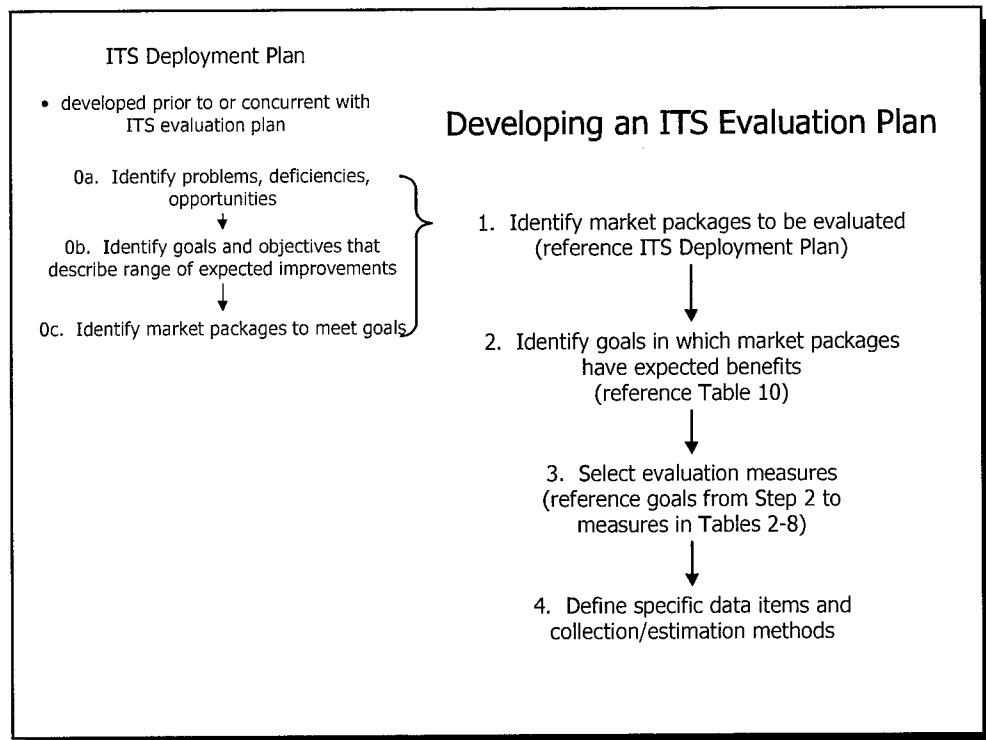 ITS Deployment Plan
• developed prior to or concurrent with
ITS evaluation plan
0a. Identify problems, deficiencies,
opportunities
0b. Identify goals and objectives that
describe range of expected improvements
0c. Identify market packages to meet goals
Developing an ITS Evaluation Plan
1. Identify market packages to be evaluated
(reference ITS Deployment Plan)
2. Identify goals in which market packages
have expected benefits
(reference Table 10)
3. Select evaluation measures
(reference goals from Step 2 to
measures in Tables 2-8)
4. Define specific data items and
collection/estimation methods